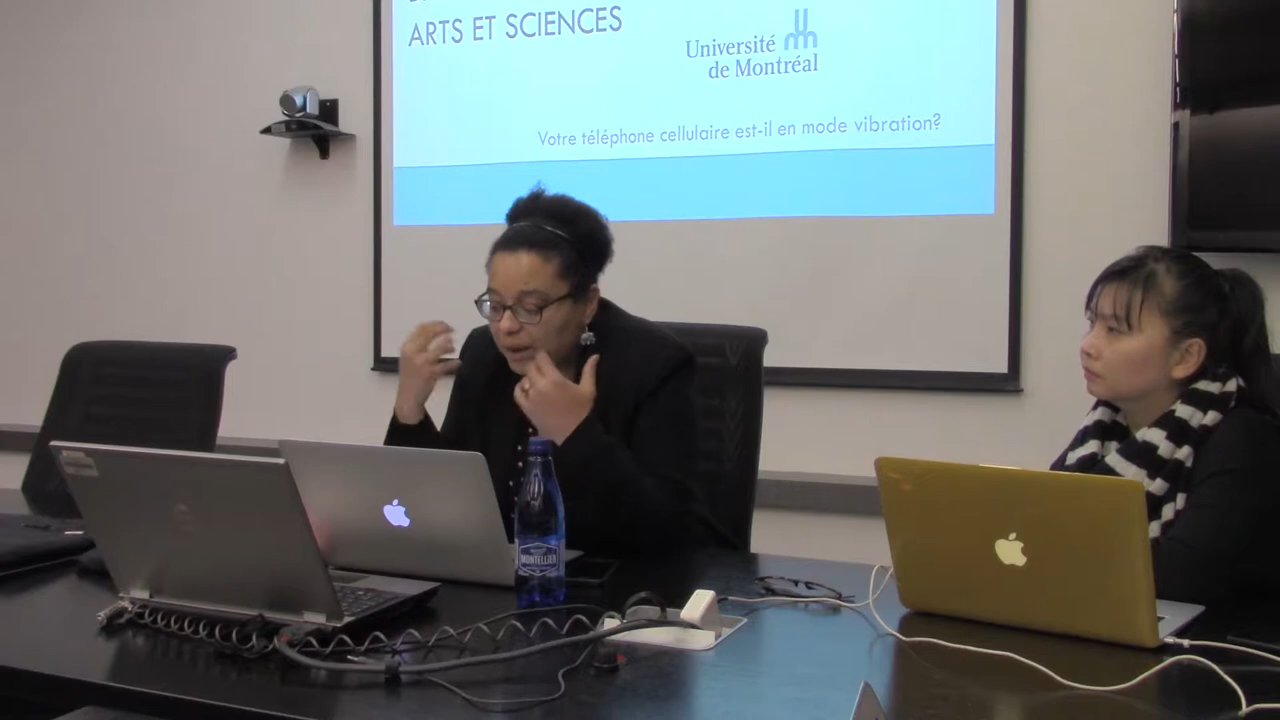 ARTS ET SCIENCES
Université
de Montréal
Votre téléphone cellulaire est-il en mode vibration?
MONTELLIER